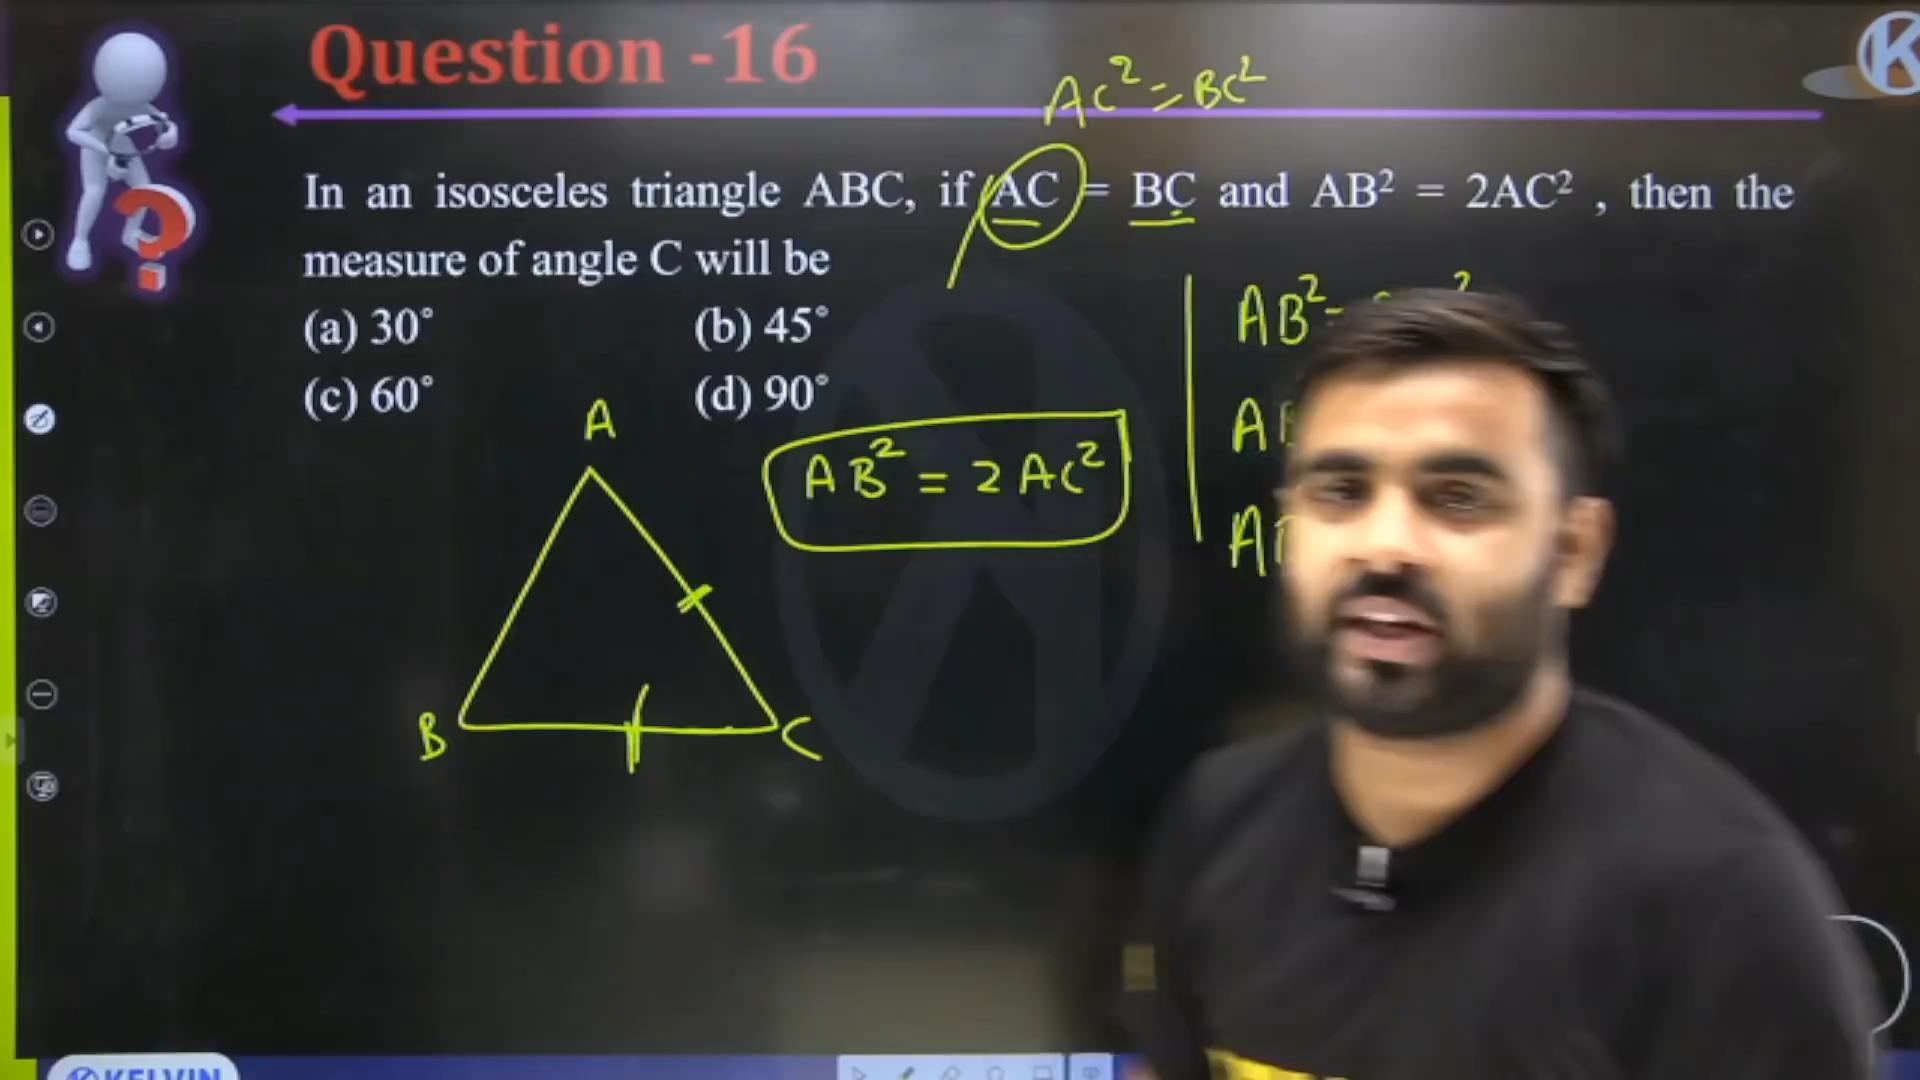 Question -16
AC² = BC²
In an isosceles triangle ABC, if AC = BC and AB² = 2AC² , then the
measure of angle C will be
(a) 30° (b) 45°
(c) 60° (d) 90°
AB²
A
AB² = 2AC²
B C
K
KELVIN